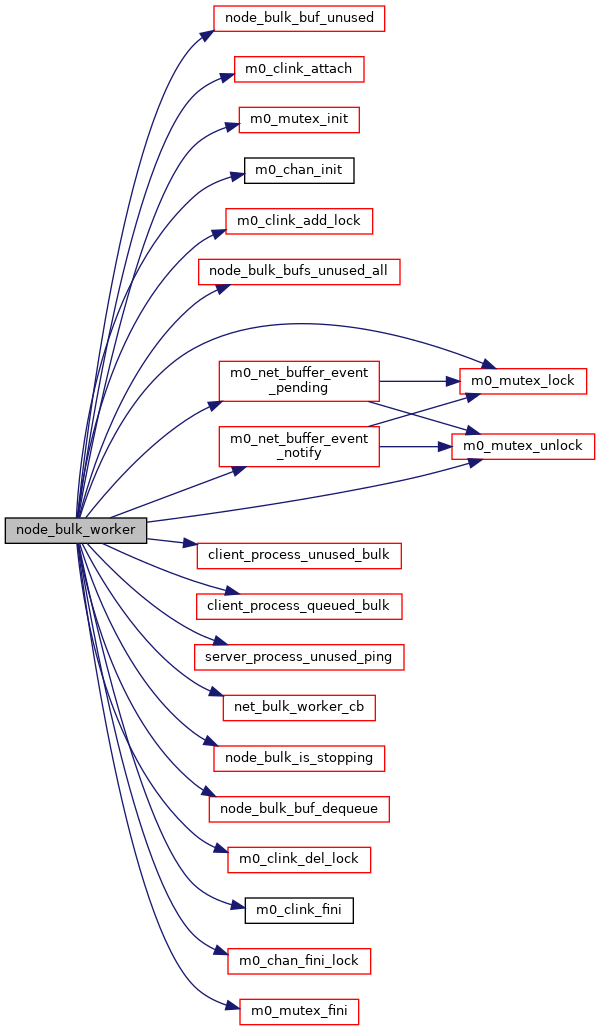 node_bulk_buf_unused
m0_clink_attach
m0_mutex_init
m0_chan_init
m0_clink_add_lock
node_bulk_bufs_unused_all
m0_net_buffer_event
_pending
m0_mutex_lock
m0_net_buffer_event
_notify
m0_mutex_unlock
node_bulk_worker
client_process_unused_bulk
client_process_queued_bulk
server_process_unused_ping
net_bulk_worker_cb
node_bulk_is_stopping
node_bulk_buf_dequeue
m0_clink_del_lock
m0_clink_fini
m0_chan_fini_lock
m0_mutex_fini